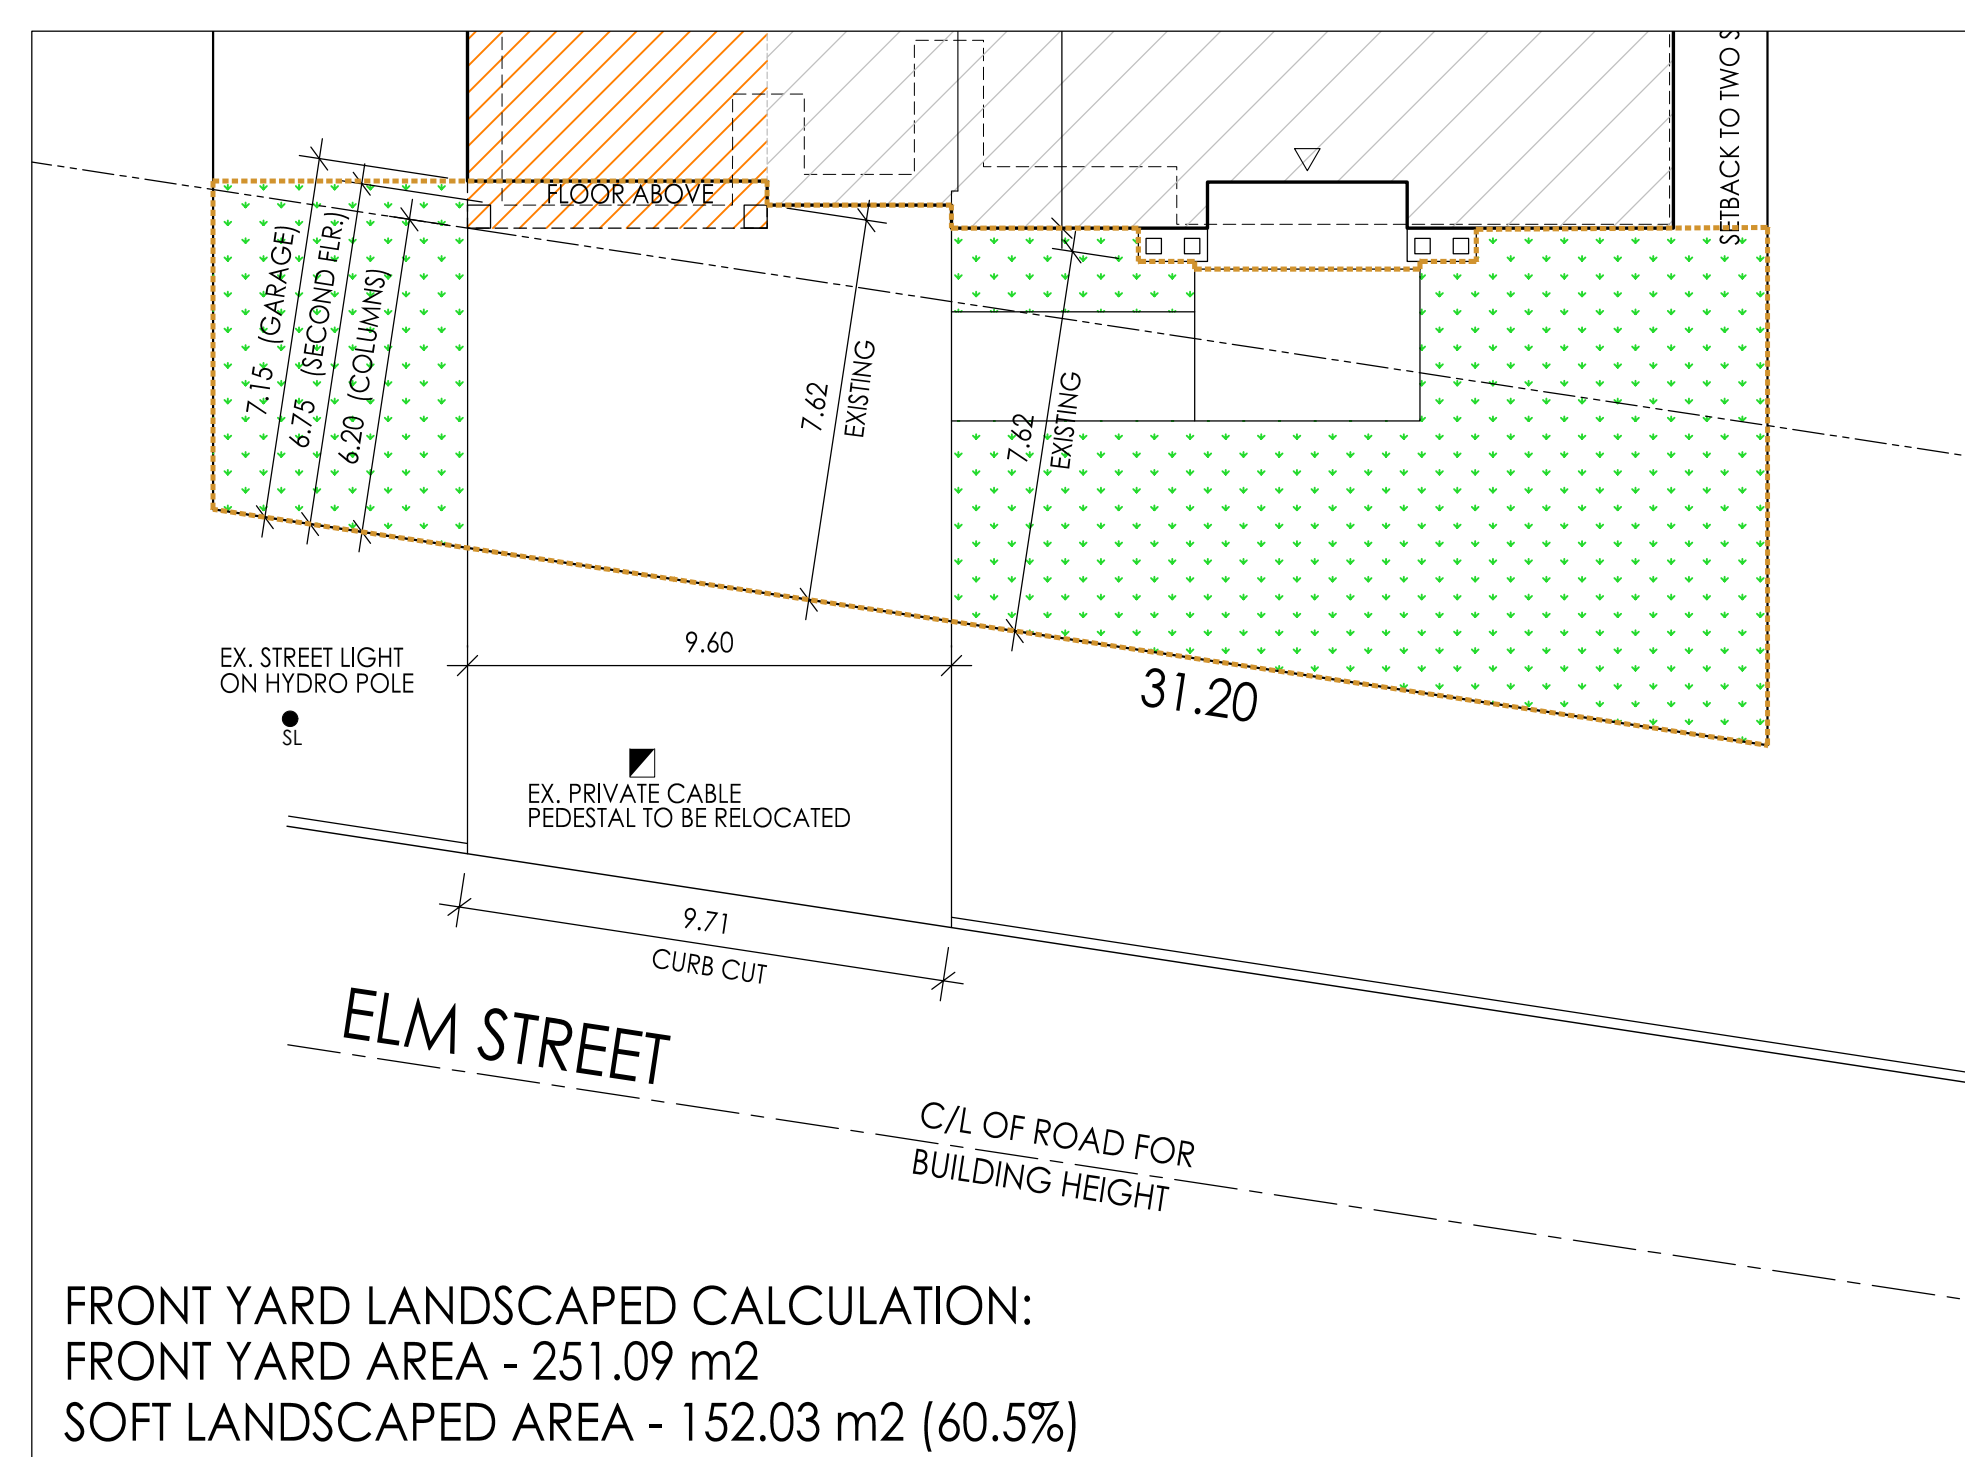 SETBACK TO TWO S
FLOOR ABOVE
7.15 (GARAGE)
6.75 (SECOND FLR.)
6.20 (COLUMNS)
7.62
EXISTING
7.62
EXISTING
9.60
31.20
EX. STREET LIGHT
ON HYDRO POLE
SL
EX. PRIVATE CABLE
PEDESTAL TO BE RELOCATED
9.71
CURB CUT
ELM STREET
C/L OF ROAD FOR
BUILDING HEIGHT
FRONT YARD LANDSCAPED CALCULATION:
FRONT YARD AREA - 251.09 m2
SOFT LANDSCAPED AREA - 152.03 m2 (60.5%)